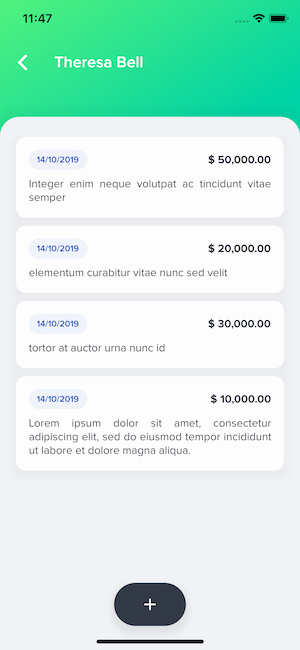 11:47
Theresa Bell
14/10/2019 $ 50,000.00
Integer enim neque volutpat ac tincidunt vitae
semper
14/10/2019 $ 20,000.00
elementum curabitur vitae nunc sed velit
14/10/2019 $ 30,000.00
tortor at auctor urna nunc id
14/10/2019 $ 10,000.00
Lorem ipsum dolor sit amet, consectetur
adipiscing elit, sed do eiusmod tempor incididunt
ut labore et dolore magna aliqua.
+